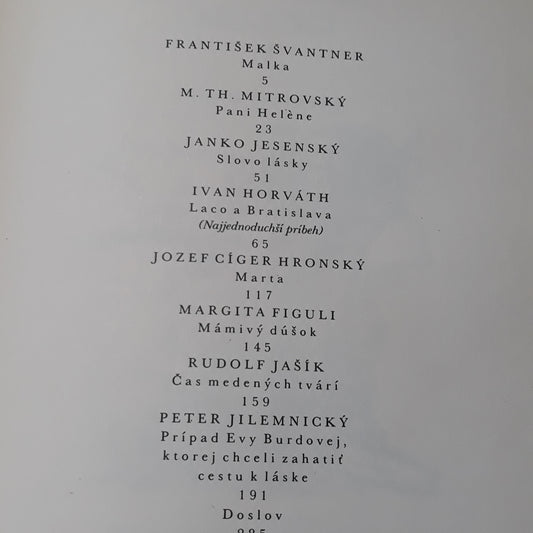 FRANTIŠEK ŠVANTNER
Malka
5
M. TH. MITROVSKÝ
Pani Helène
23
JANKO JESENSKÝ
Slovo lásky
51
IVAN HORVÁTH
Laco a Bratislava
(Najjednoduchší príbeh)
65
JOZEF CÍGER HRONSKÝ
Marta
117
MARGITA FIGULI
Mámivý dúšok
145
RUDOLF JAŠÍK
Čas medených tvárí
159
PETER JILEMNICKÝ
Prípad Evy Burdovej,
ktorej chceli zahatiť
cestu k láske
191
Doslov